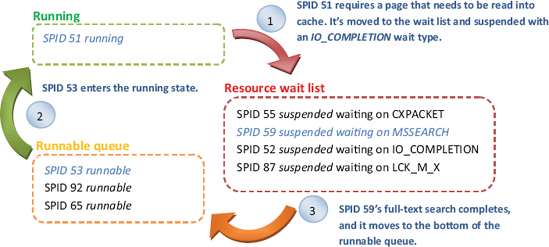 Running
SPID 51 running
1
SPID 51 requires a page that needs to be read into
cache. It's moved to the wait list and suspended with
an IO_COMPLETION wait type.
SPID 53 enters the running state.
2
Resource wait list
SPID 55 suspended waiting on CXPACKET
SPID 59 suspended waiting on MSSEARCH
SPID 52 suspended waiting on IO_COMPLETION
SPID 87 suspended waiting on LCK_M_X
Runnable queue
SPID 53 runnable
SPID 92 runnable
SPID 65 runnable
3
SPID 59's full-text search completes,
and it moves to the bottom of the
runnable queue.